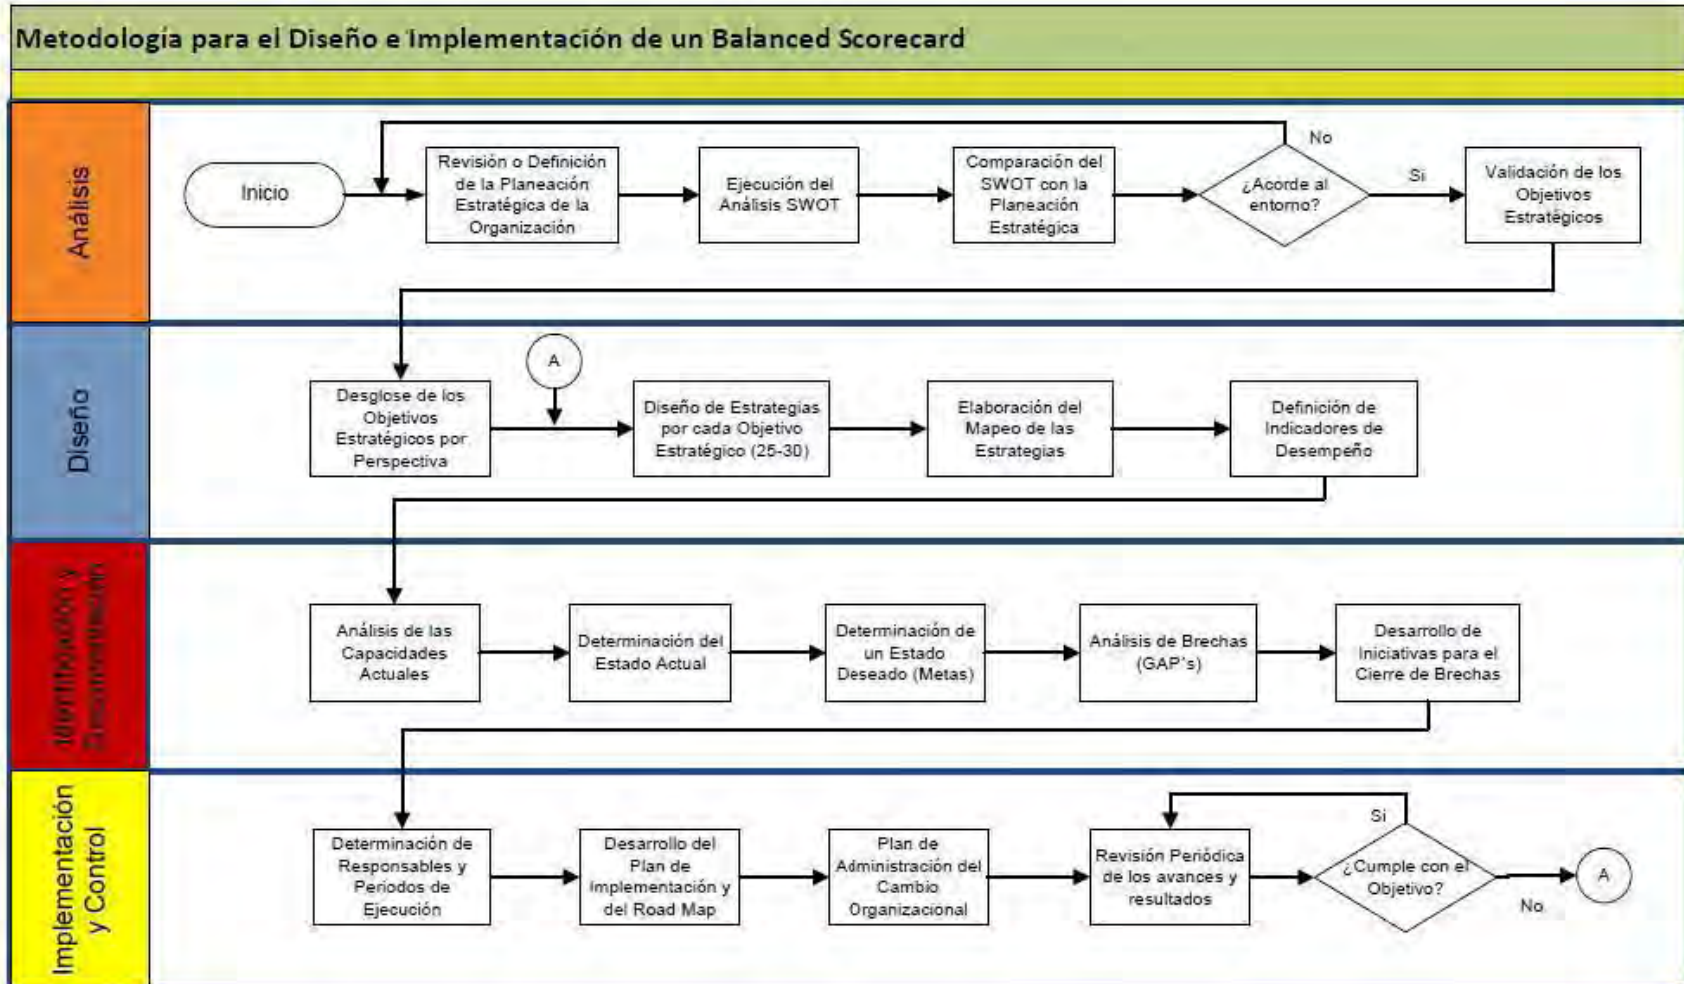 Metodología para el Diseño e Implementación de un Balanced Scorecard
Análisis
Inicio
Revisión o Definición
de la Planeación
Estratégica de la
Organización
Ejecución del
Análisis SWOT
Comparación del
SWOT con la
Planeación
Estratégica
¿Acorde al
entorno?
No
Si
Validación de los
Objetivos
Estratégicos
Diseño
Desglose de los
Objetivos
Estratégicos por
Perspectiva
A
Diseño de Estrategias
por cada Objetivo
Estratégico (25-30)
Elaboración del
Mapeo de las
Estrategias
Definición de
Indicadores de
Desempeño
Identificación y
Documentación
Análisis de las
Capacidades
Actuales
Determinación del
Estado Actual
Determinación de
un Estado
Deseado (Metas)
Análisis de Brechas
(GAP´s)
Desarrollo de
Iniciativas para el
Cierre de Brechas
Implementación
y Control
Determinación de
Responsables y
Periodos de
Ejecución
Desarrollo del
Plan de
Implementación y
del Road Map
Plan de
Administración del
Cambio
Organizacional
Revisión Periódica
de los avances y
resultados
Si
¿Cumple con el
Objetivo?
No
A